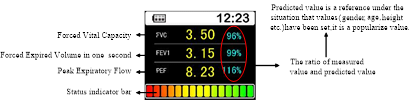 12:23
Forced Vital Capacity
FVC 3.50 96%
Forced Expired Volume in one second
FEV1 3.15 99%
Peak Expiratory Flow
PEF 8.23 116%
Status indicator bar
Predicted value is a reference under the
situation that values(gender, age, height
etc.)have been set,it is a popularize value.
The ratio of measured
value and predicted value